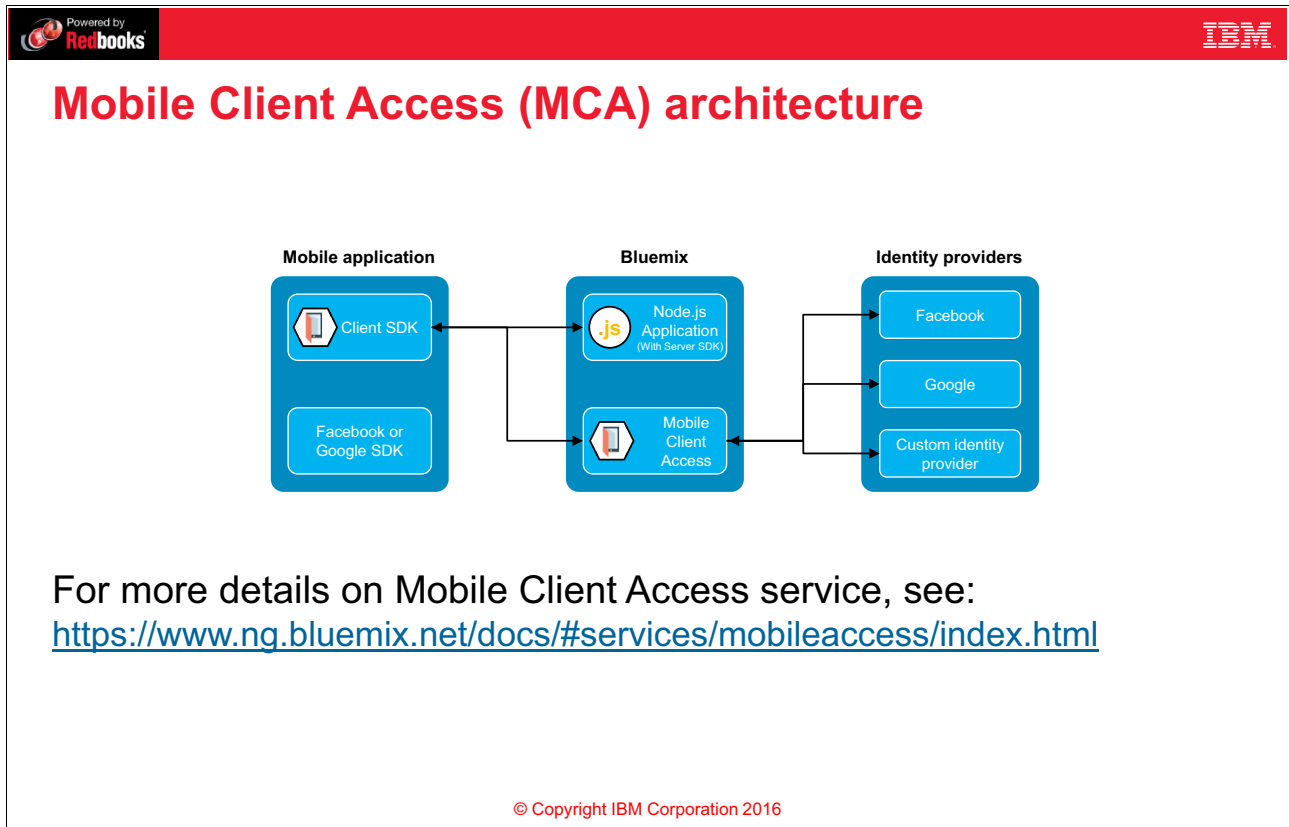 Powered by
Redbooks
IBM.
Mobile Client Access (MCA) architecture
Mobile application
Bluemix
Identity providers
Client SDK
Facebook or
Google SDK
.js
Node.js
Application
(With Server SDK)
Mobile
Client
Access
Facebook
Google
Custom identity
provider
For more details on Mobile Client Access service, see:
https://www.ng.bluemix.net/docs/#services/mobileaccess/index.html
© Copyright IBM Corporation 2016